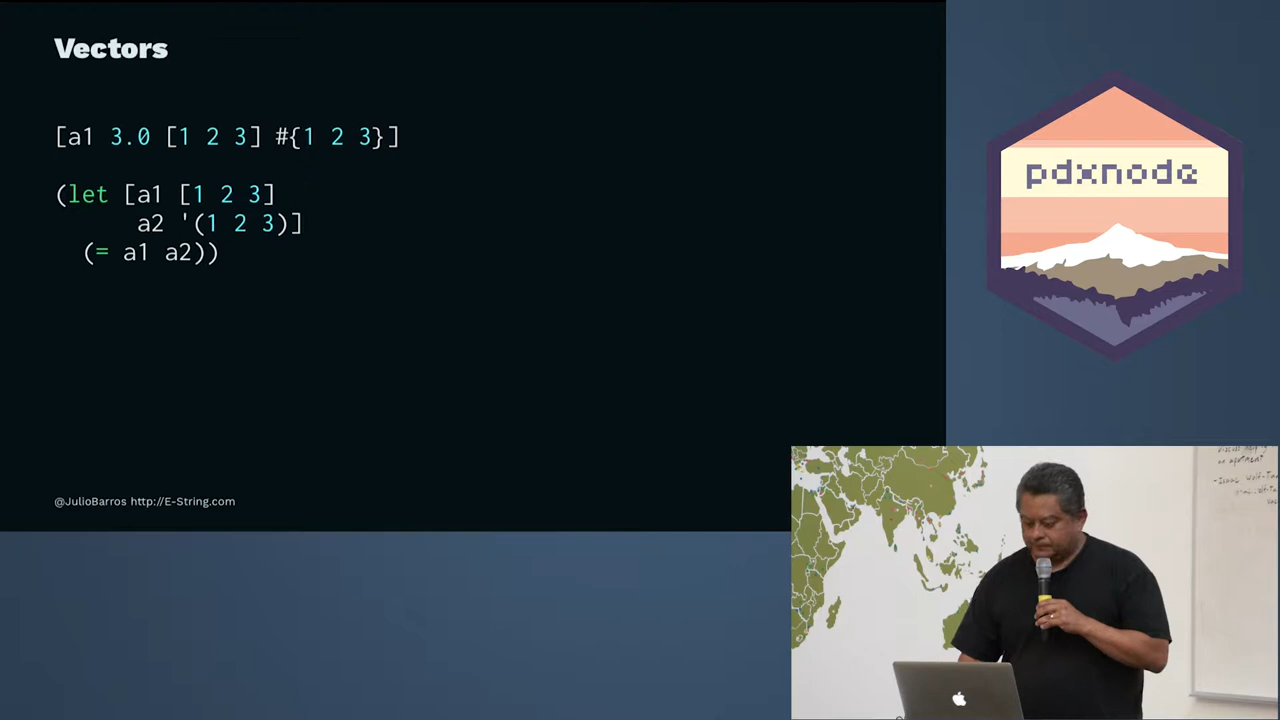 Vectors
[a1 3.0 [1 2 3] #{1 2 3}]
(let [a1 [1 2 3]
a2 '(1 2 3)]
(= a1 a2))
@JulioBarros http://E-String.com
pdxnode